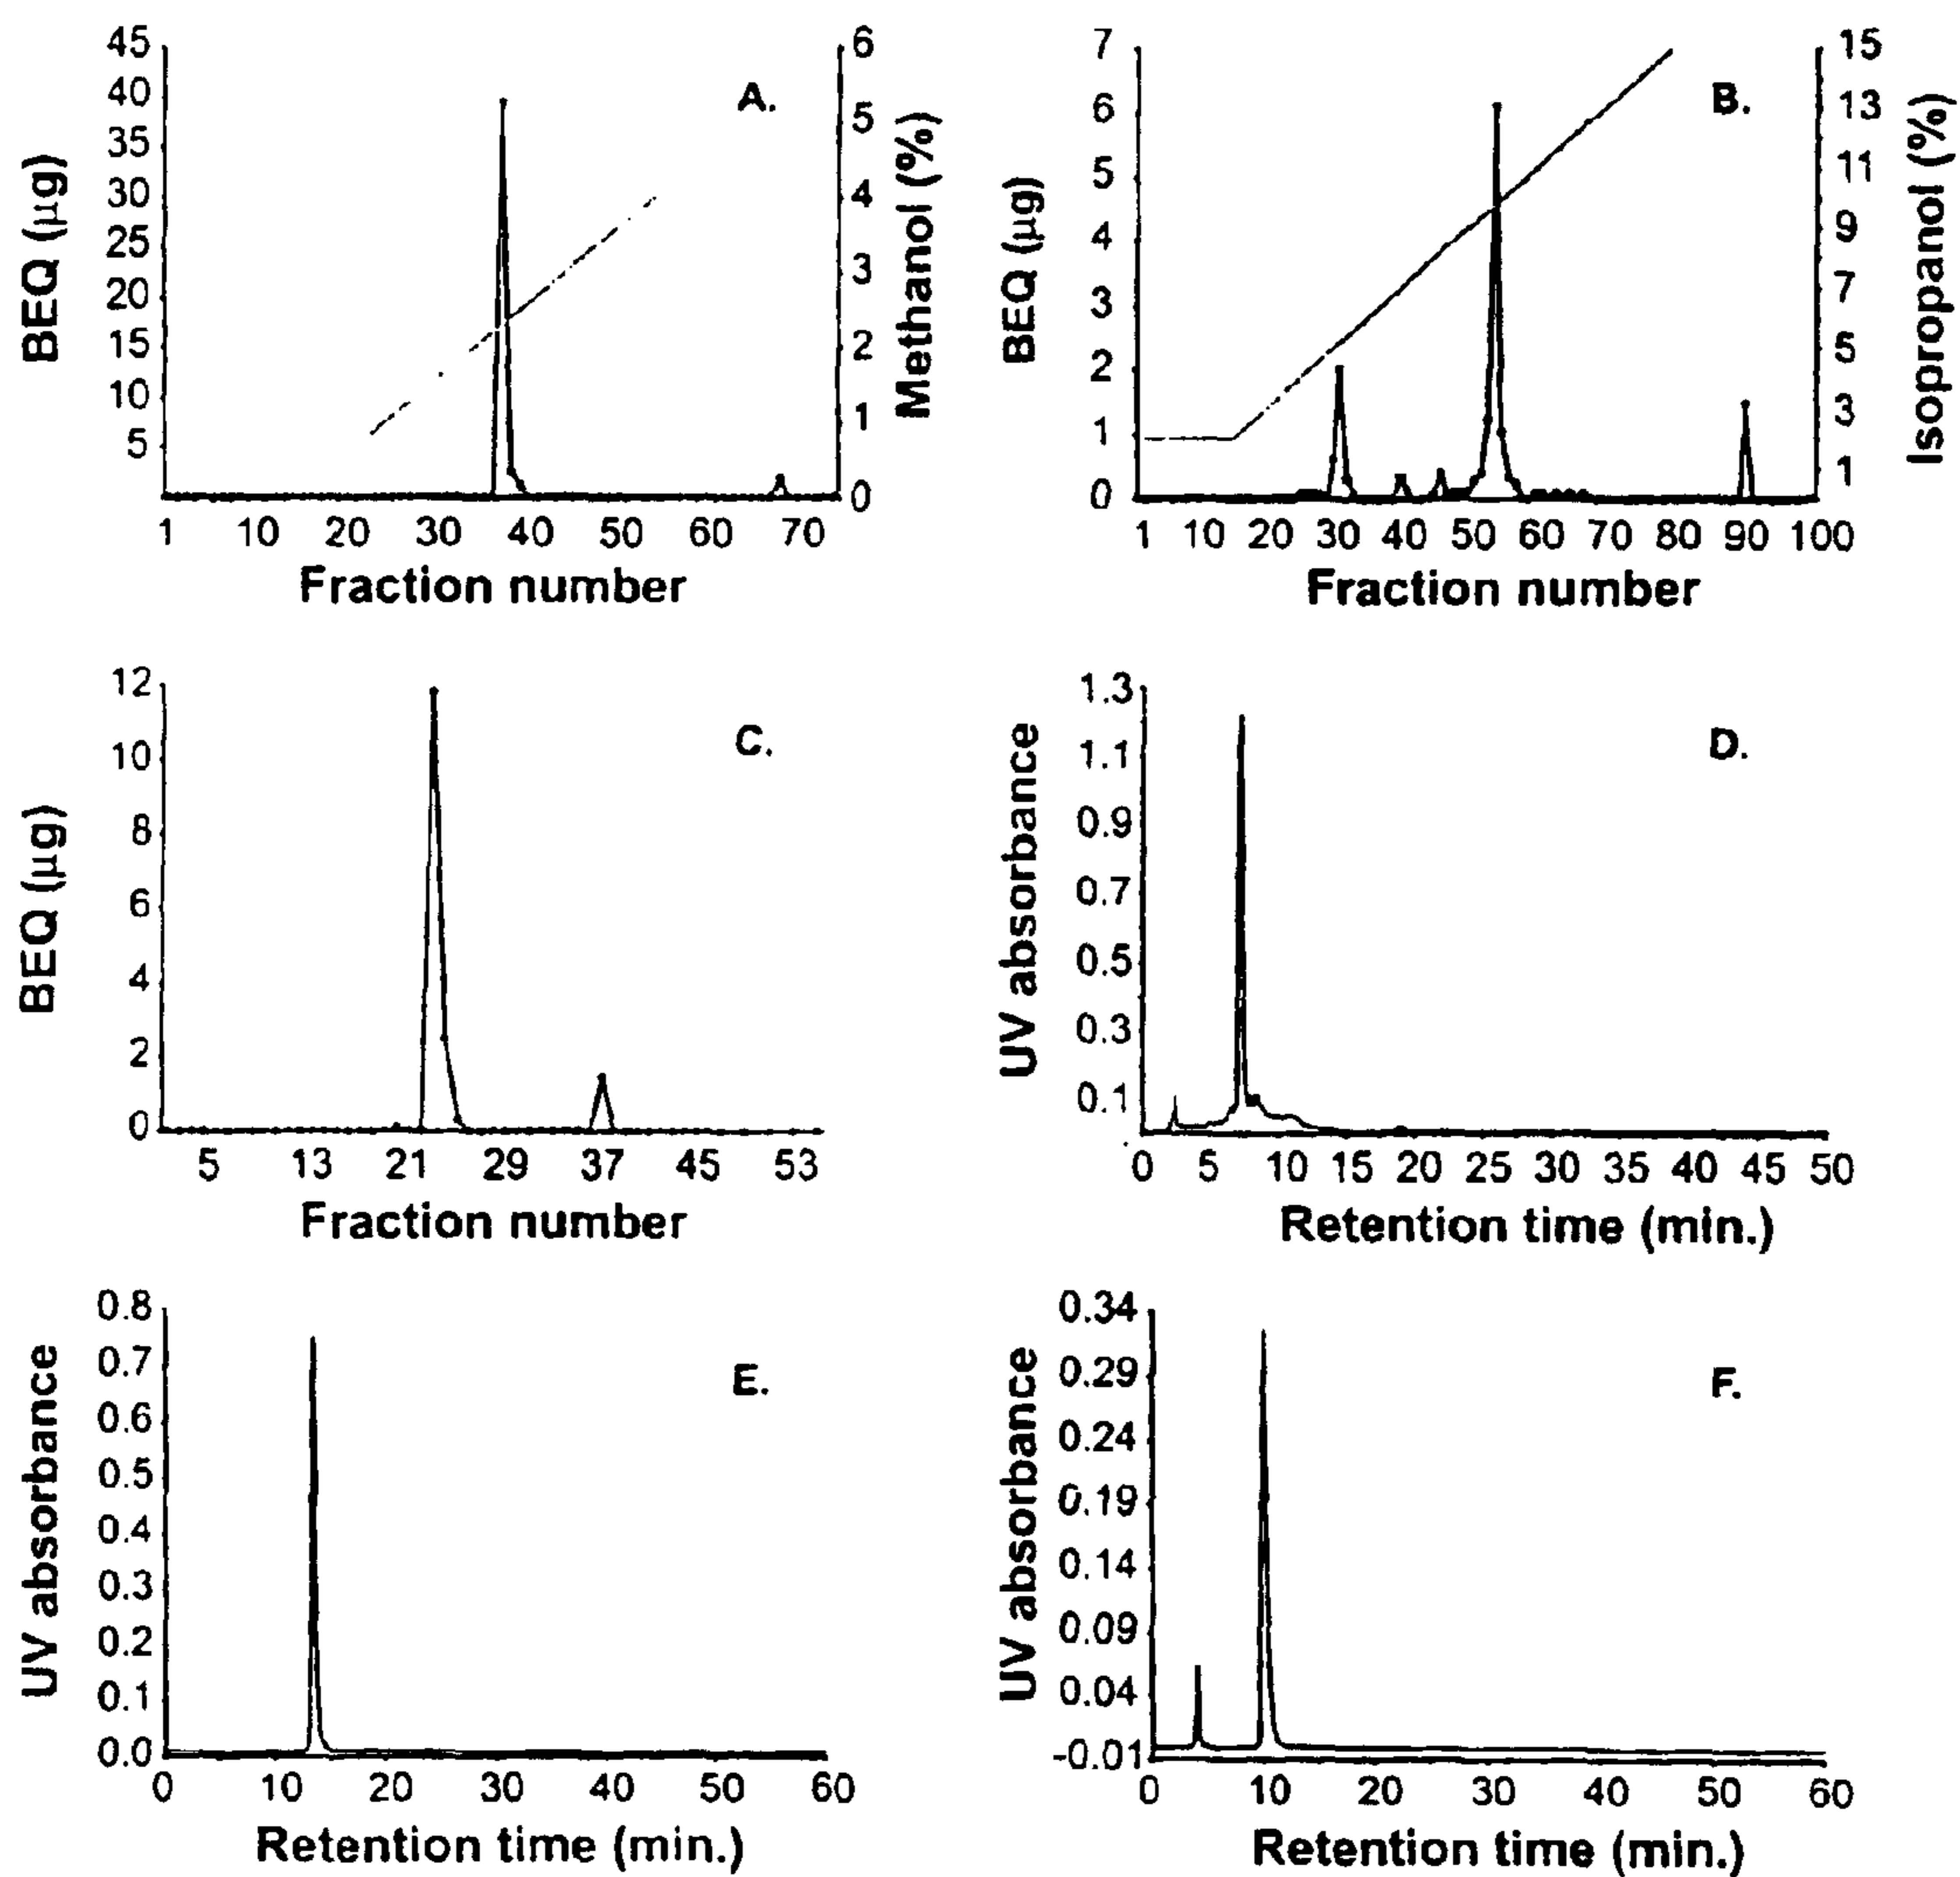 A.
45
40
35
30
25
20
15
10
5
BEQ (µg)
6
5
4
3
2
1
0
Methanol (%)
1 10 20 30 40 50 60 70
Fraction number
B.
7
6
5
4
3
2
1
0
BEQ (µg)
15
13
11
9
7
5
3
1
Isopropanol (%)
1 10 20 30 40 50 60 70 80 90 100
Fraction number
C.
12
10
8
6
4
2
0
BEQ (µg)
5 13 21 29 37 45 53
Fraction number
D.
1.3
1.1
0.9
0.7
0.5
0.3
0.1
UV absorbance
0 5 10 15 20 25 30 35 40 45 50
Retention time (min.)
E.
0.8
0.7
0.6
0.5
0.4
0.3
0.2
0.1
0.0
UV absorbance
0 10 20 30 40 50 60
Retention time (min.)
F.
0.34
0.29
0.24
0.19
0.14
0.09
0.04
-0.01
UV absorbance
0 10 20 30 40 50 60
Retention time (min.)